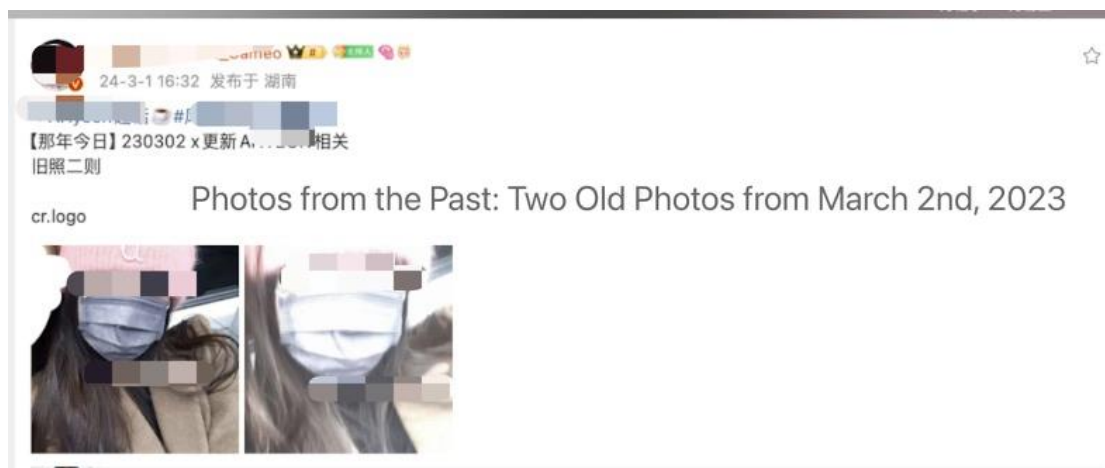 24-3-1 16:32 发布于 湖南
【那年今日】230302 x更新 相关
旧照二则
Photos from the Past: Two Old Photos from March 2nd, 2023
cr.logo